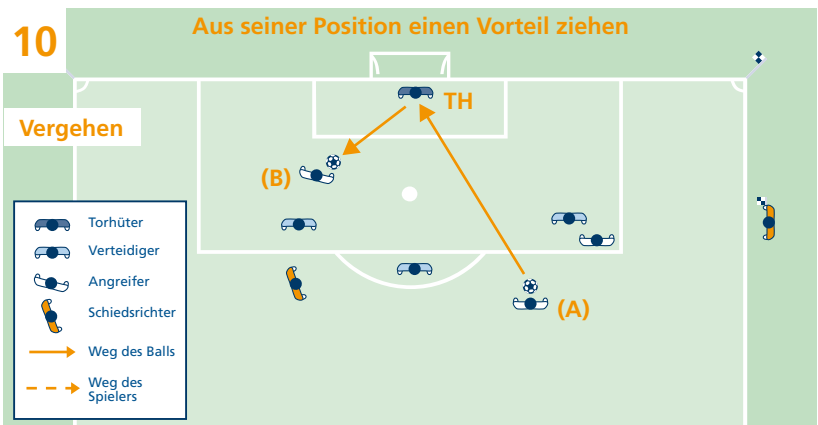 10
Aus seiner Position einen Vorteil ziehen
TH
Vergehen
(B)
(A)
Torhüter
Verteidiger
Angreifer
Schiedsrichter
Weg des Balls
Weg des
Spielers